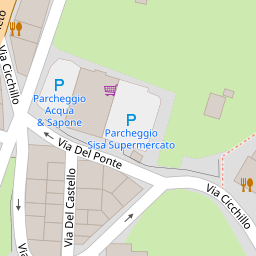 Via Cicchillo
Parcheggio
Acqua
& Sapone
Parcheggio
Sisa Supermercato
Via Del Ponte
Via Del Castello
Via Cicchillo